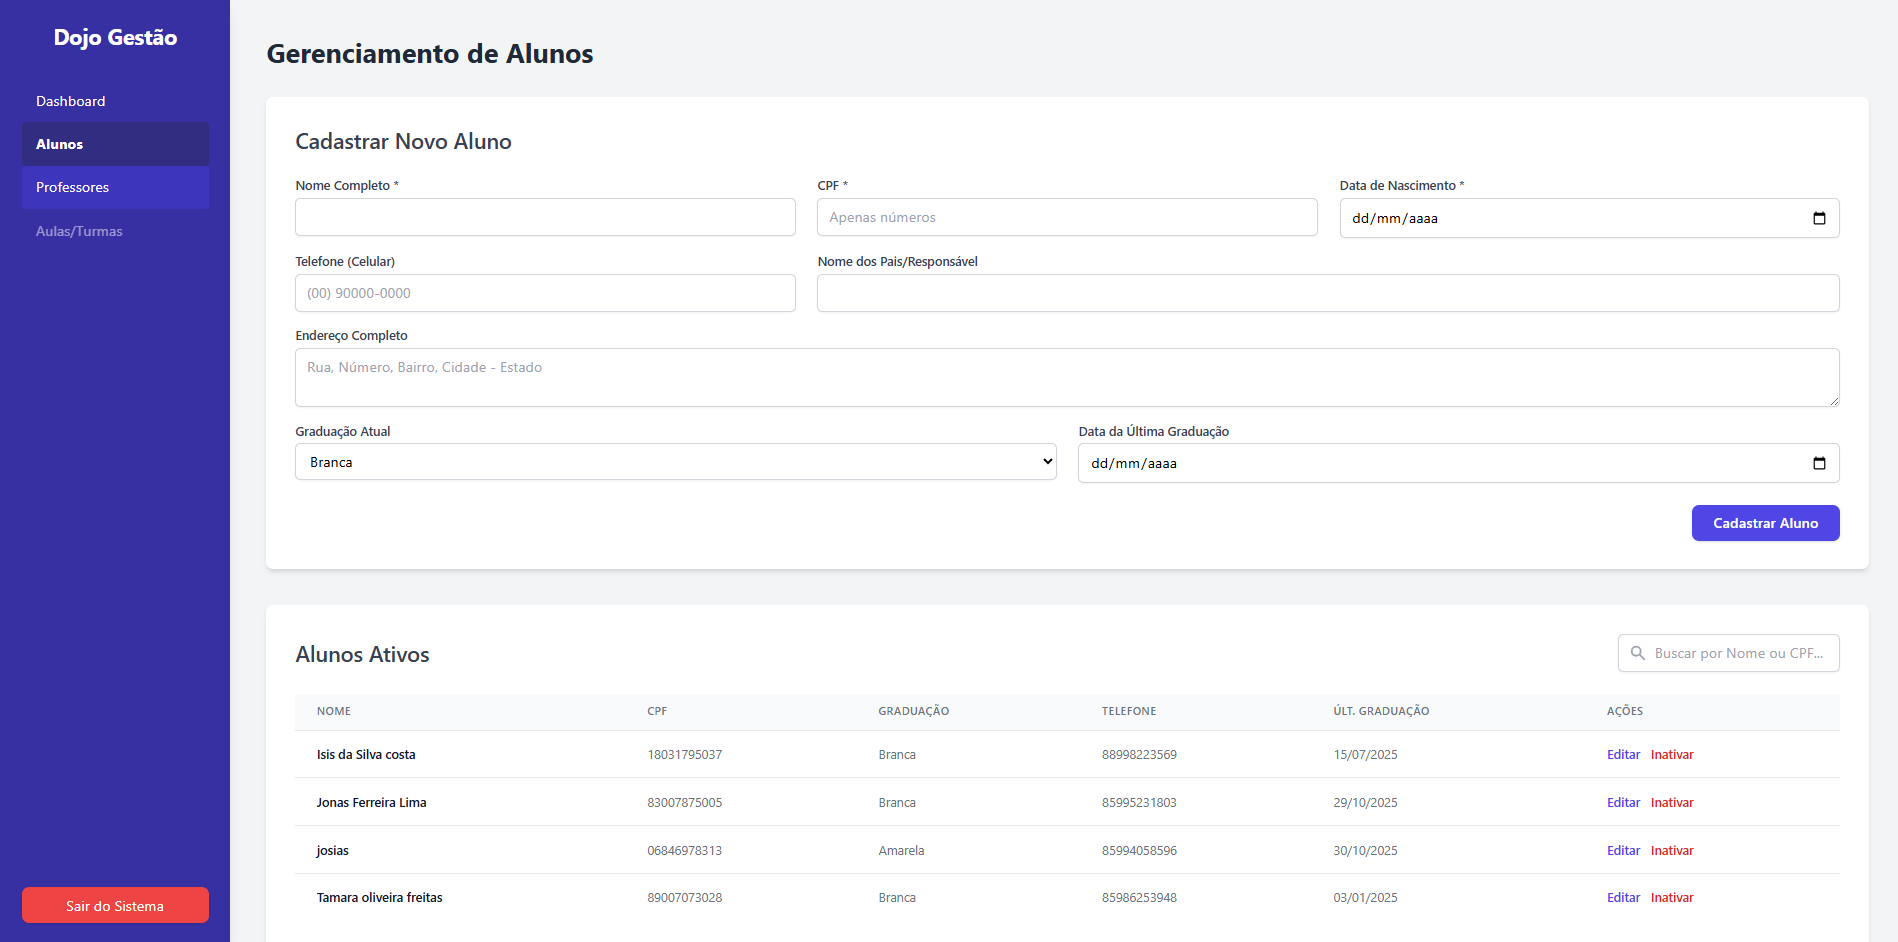 Dojo Gestão
Dashboard
Alunos
Professores
Aulas/Turmas
Sair do Sistema
Gerenciamento de Alunos
Cadastrar Novo Aluno
Nome Completo * CPF * Data de Nascimento *
Apenas números dd/mm/aaaa
Telefone (Celular) Nome dos Pais/Responsável
(00) 90000-0000
Endereço Completo
Rua, Número, Bairro, Cidade - Estado
Graduação Atual Data da Última Graduação
Branca dd/mm/aaaa
Cadastrar Aluno
Alunos Ativos Buscar por Nome ou CPF...
NOME CPF GRADUAÇÃO TELEFONE ÚLT. GRADUAÇÃO AÇÕES
Isis da Silva costa 18031795037 Branca 88998223569 15/07/2025 Editar Inativar
Jonas Ferreira Lima 83007875005 Branca 85995231803 29/10/2025 Editar Inativar
josias 06846978313 Amarela 85994058596 30/10/2025 Editar Inativar
Tamara oliveira freitas 89007073028 Branca 85986253948 03/01/2025 Editar Inativar